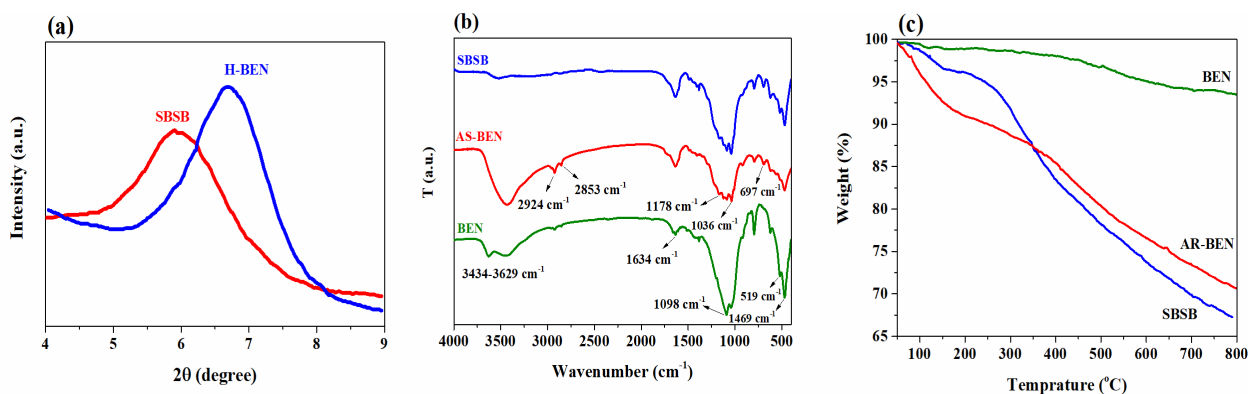 (a)
H-BEN
SBSB
Intensity (a.u.)
4 5 6 7 8 9
2θ (degree)
(b)
SBSB
AS-BEN
2924 cm⁻¹
2853 cm⁻¹
1178 cm⁻¹
1036 cm⁻¹
697 cm⁻¹
BEN
3434-3629 cm⁻¹
1634 cm⁻¹
1098 cm⁻¹
519 cm⁻¹
1469 cm⁻¹
T (a.u.)
4000 3500 3000 2500 2000 1500 1000 500
Wavenumber (cm⁻¹)
(c)
100
95
90
85
80
75
70
65
BEN
AR-BEN
SBSB
Weight (%)
100 200 300 400 500 600 700 800
Temprature (°C)